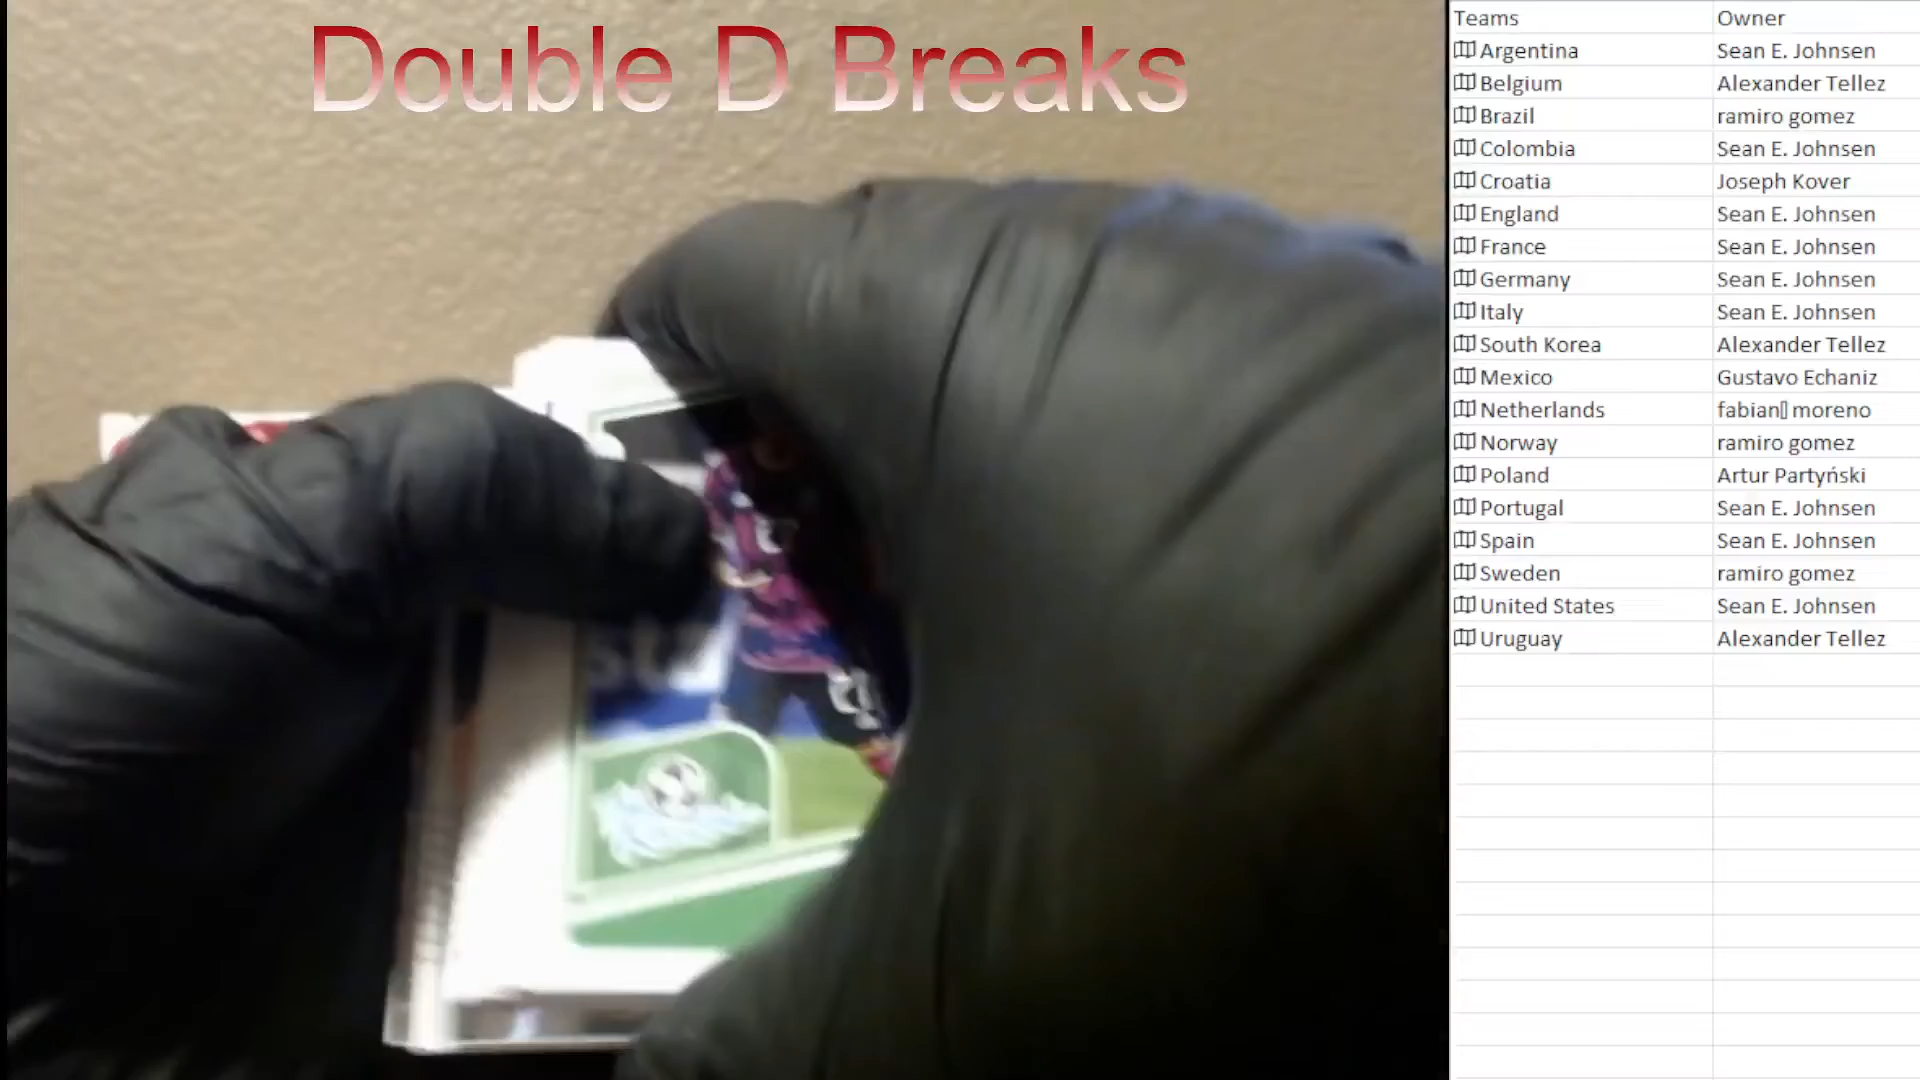 Double D Breaks
Teams Owner
Argentina Sean E. Johnsen
Belgium Alexander Tellez
Brazil ramiro gomez
Colombia Sean E. Johnsen
Croatia Joseph Kover
England Sean E. Johnsen
France Sean E. Johnsen
Germany Sean E. Johnsen
Italy Sean E. Johnsen
South Korea Alexander Tellez
Mexico Gustavo Echaniz
Netherlands fabian▯ moreno
Norway ramiro gomez
Poland Artur Partyński
Portugal Sean E. Johnsen
Spain Sean E. Johnsen
Sweden ramiro gomez
United States Sean E. Johnsen
Uruguay Alexander Tellez